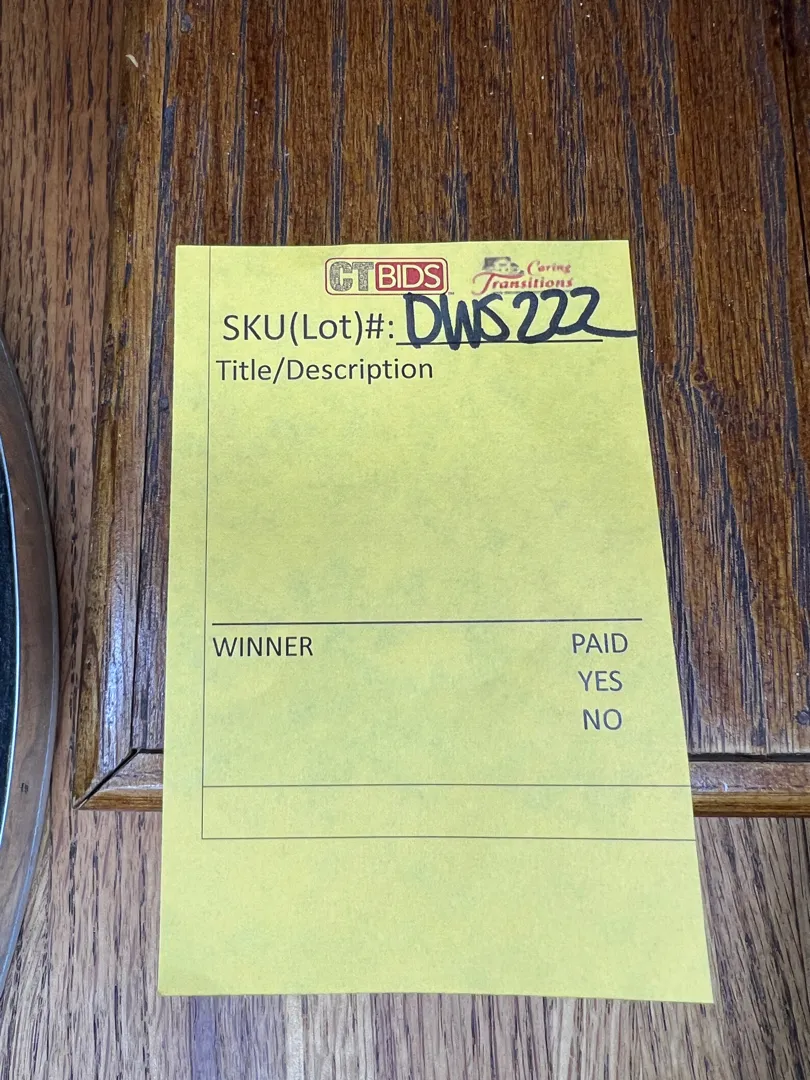 CTBIDS Caring Transitions
SKU(Lot)#: DWS222
Title/Description
WINNER PAID
YES
NO